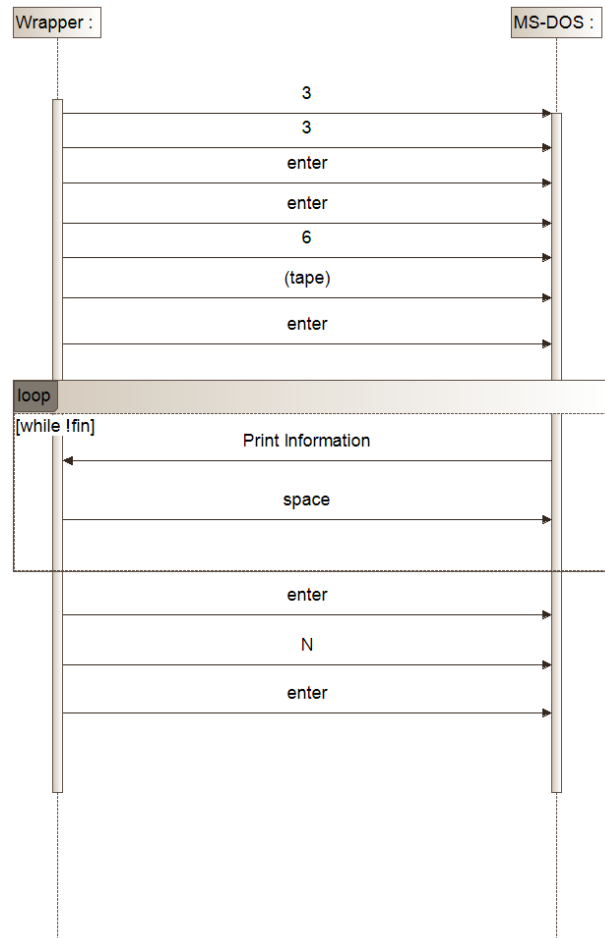 Wrapper :
MS-DOS :
3
3
enter
enter
6
(tape)
enter
loop
[while !fin]
Print Information
space
enter
N
enter